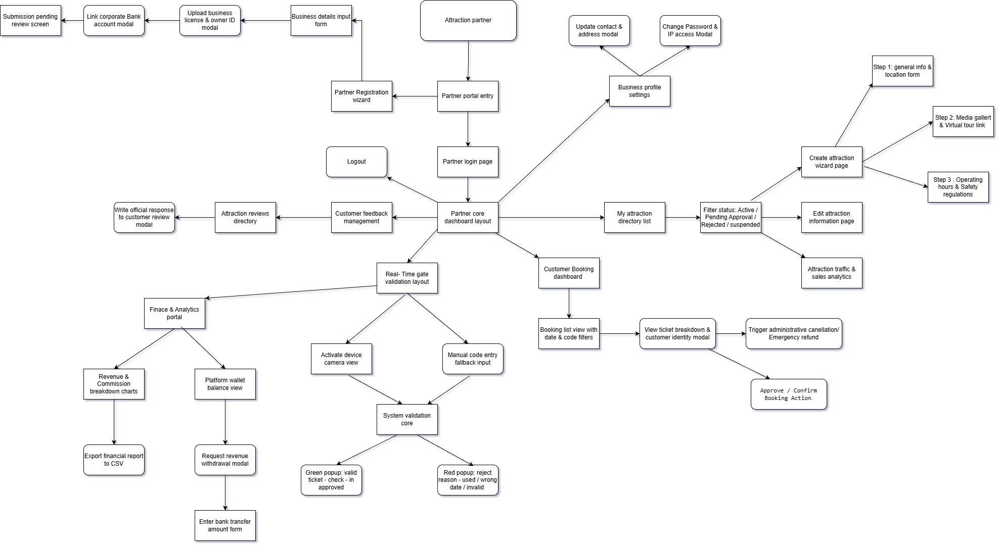 Submission pending
review screen
Link corporate Bank
account modal
Upload business
license & owner ID
modal
Business details input
form
Attraction partner
Update contact &
address modal
Change Password &
IP access Modal
Step 1: general info &
location form
Partner Registration
wizard
Partner portal entry
Business profile
settings
Step 2: Media gallert
& Virtual tour link
Logout
Partner login page
Create attraction
wizard page
Step 3 : Operating
hours & Safety
regulations
Write official response
to customer review
modal
Attraction reviews
directory
Customer feedback
management
Partner core
dashboard layout
My attraction
directory list
Filter status: Active /
Pending Approval /
Rejected / suspended
Edit attraction
information page
Real- Time gate
validation layout
Customer Booking
dashboard
Attraction traffic &
sales analytics
Finace & Analytics
portal
Booking list view with
date & code filters
View ticket breakdown &
customer identity modal
Trigger administrative canellation/
Emergency refund
Activate device
camera view
Manual code entry
fallback input
Revenue &
Commission
breakdown charts
Platform wallet
balance view
Approve / Confirm
Booking Action.
System validation
core
Export financial report
to CSV
Request revenue
withdrawal modal
Green popup: valid
ticket - check - in
approved
Red popup: reject
reason - used / wrong
date / invalid
Enter bank transfer
amount form